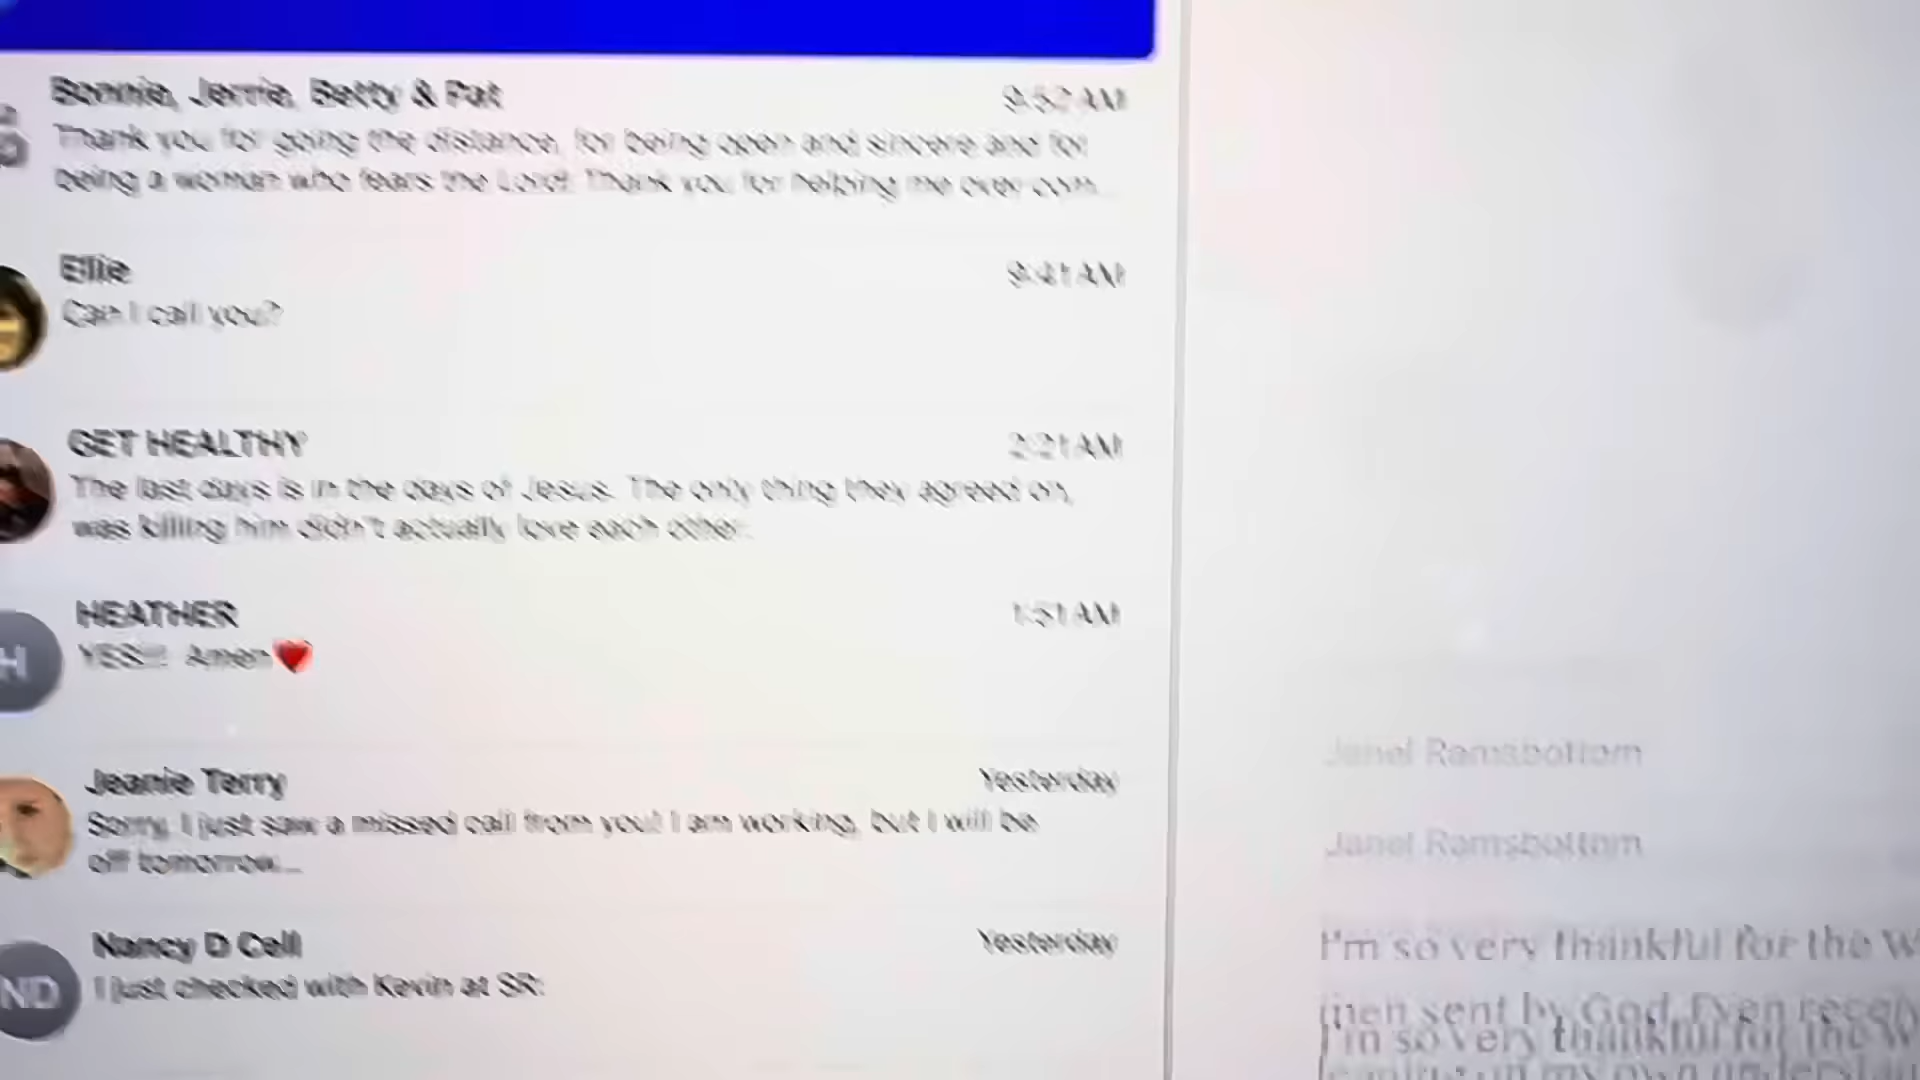 Bonnie, Jerrie, Betty & Pat
9:52 AM
Thank you for going the distance, for being open and sincere and for
being a woman who fears the Lord! Thank you for helping me over com...
Ellie
9:41 AM
Can I call you?
GET HEALTHY
2:21 AM
The last days is in the days of Jesus. The only thing they agreed on,
was killing him didn't actually love each other.
H
HEATHER
1:51 AM
YES!!! Amen❤️
Jeanie Terry
Yesterday
Sorry, I just saw a missed call from you! I am working, but I will be
off tomorrow...
ND
Nancy D Cell
Yesterday
I just checked with Kevin at SR:
Janel Ramsbottom
Janel Ramsbottom
I'm so very thankful for the W
men sent by God. Even
I'm so very thankful for the W
on my own